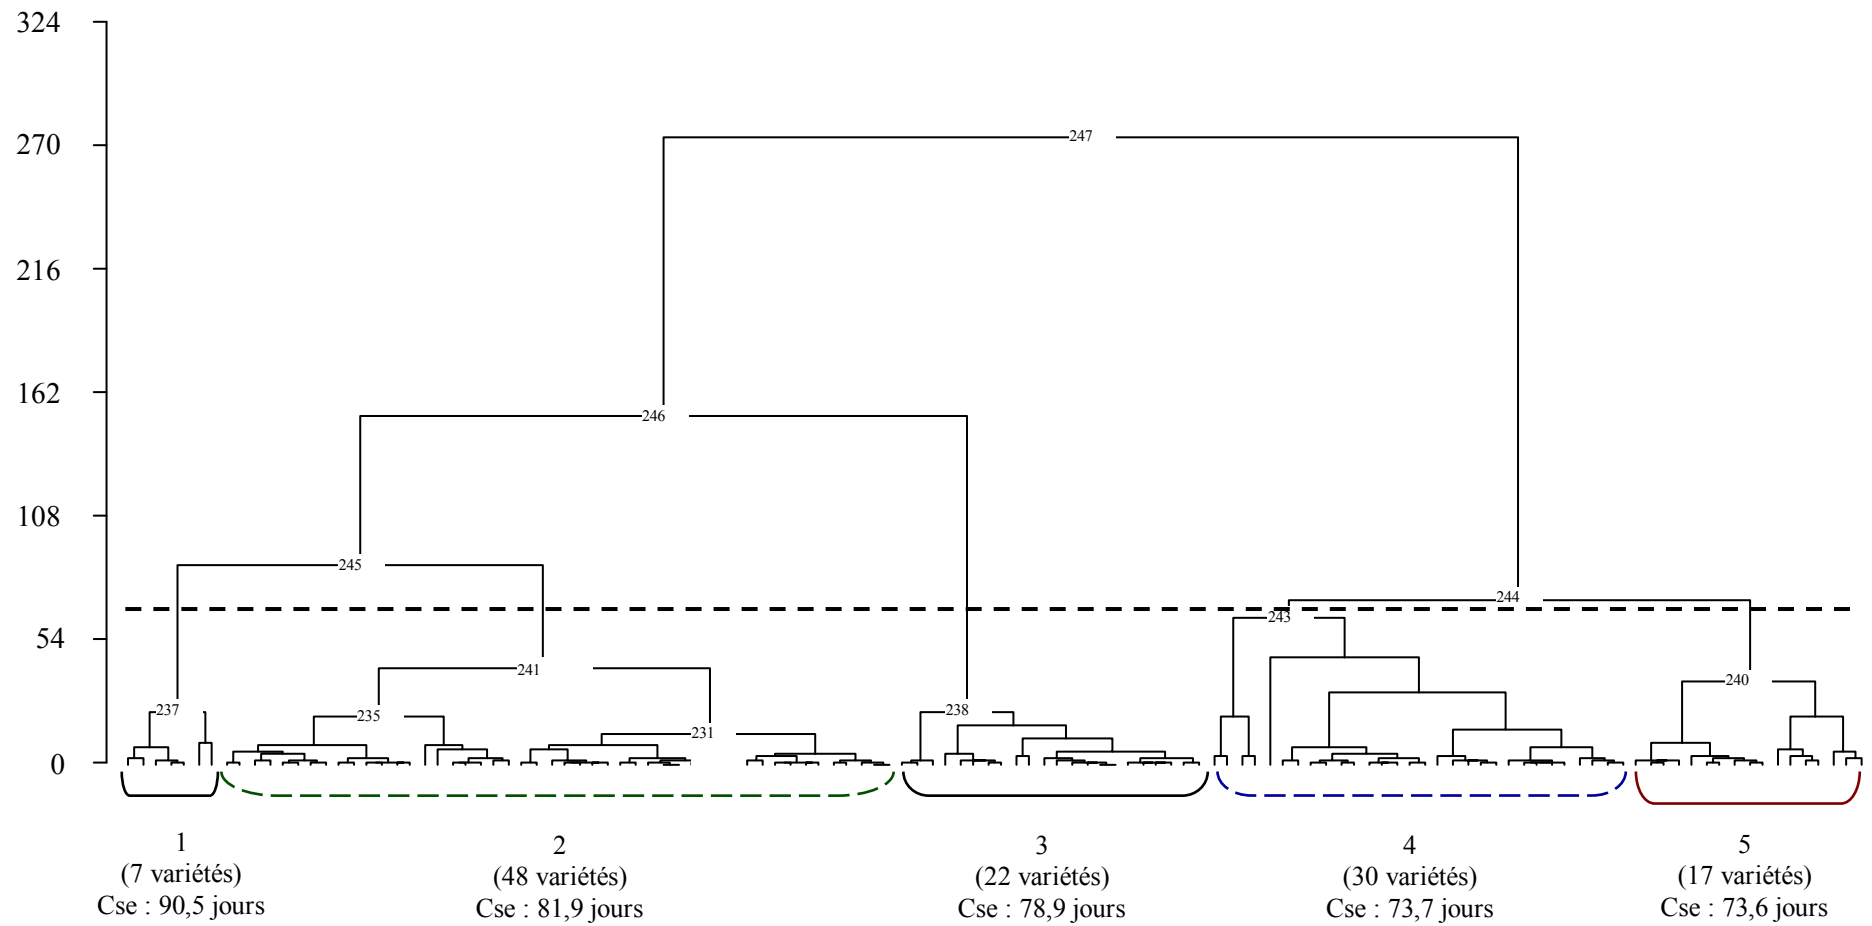 324
270
216
162
108
54
0
247
246
245
244
243
241
240
237
235
238
231
1
(7 variétés)
Cse : 90,5 jours
2
(48 variétés)
Cse : 81,9 jours
3
(22 variétés)
Cse : 78,9 jours
4
(30 variétés)
Cse : 73,7 jours
5
(17 variétés)
Cse : 73,6 jours